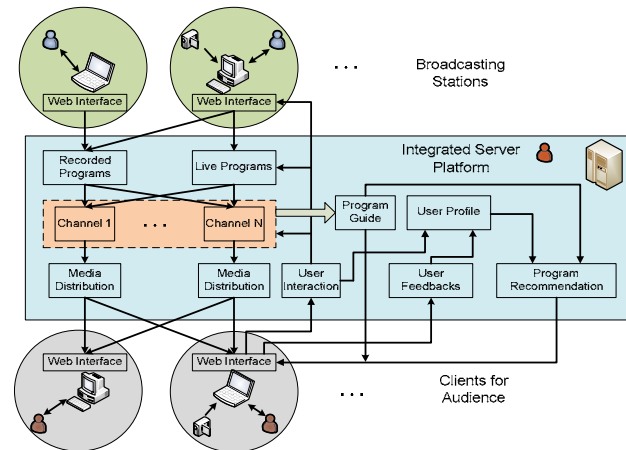 . . .
Broadcasting
Stations
Web Interface
Web Interface
Recorded
Programs
Live Programs
Integrated Server
Platform
Channel 1
. . .
Channel N
Program
Guide
User Profile
Media
Distribution
Media
Distribution
User
Interaction
User
Feedbacks
Program
Recommendation
Web Interface
Web Interface
. . .
Clients for
Audience